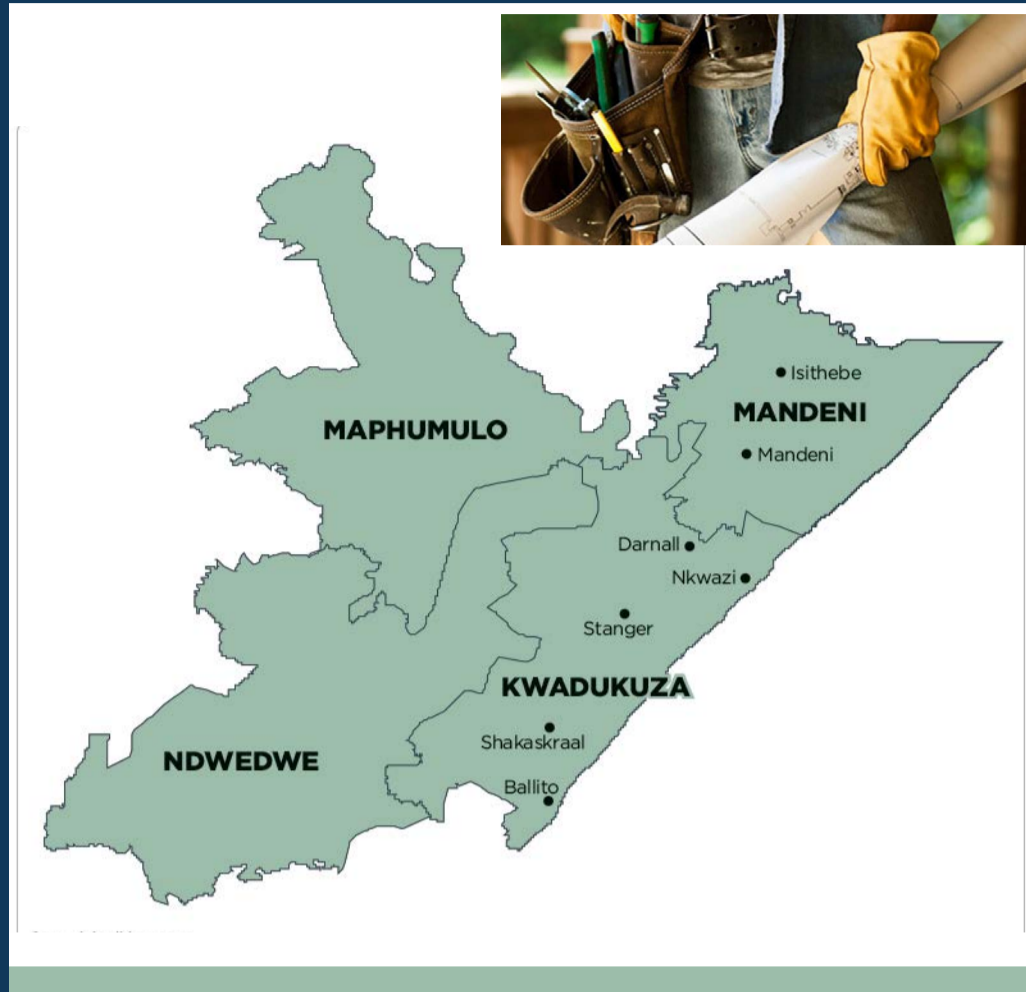 Isithebe
MANDENI
MAPHUMULO
Mandeni
Darnall
Nkwazi
Stanger
KWADUKUZA
Shakaskraal
NDWEDWE
Ballito